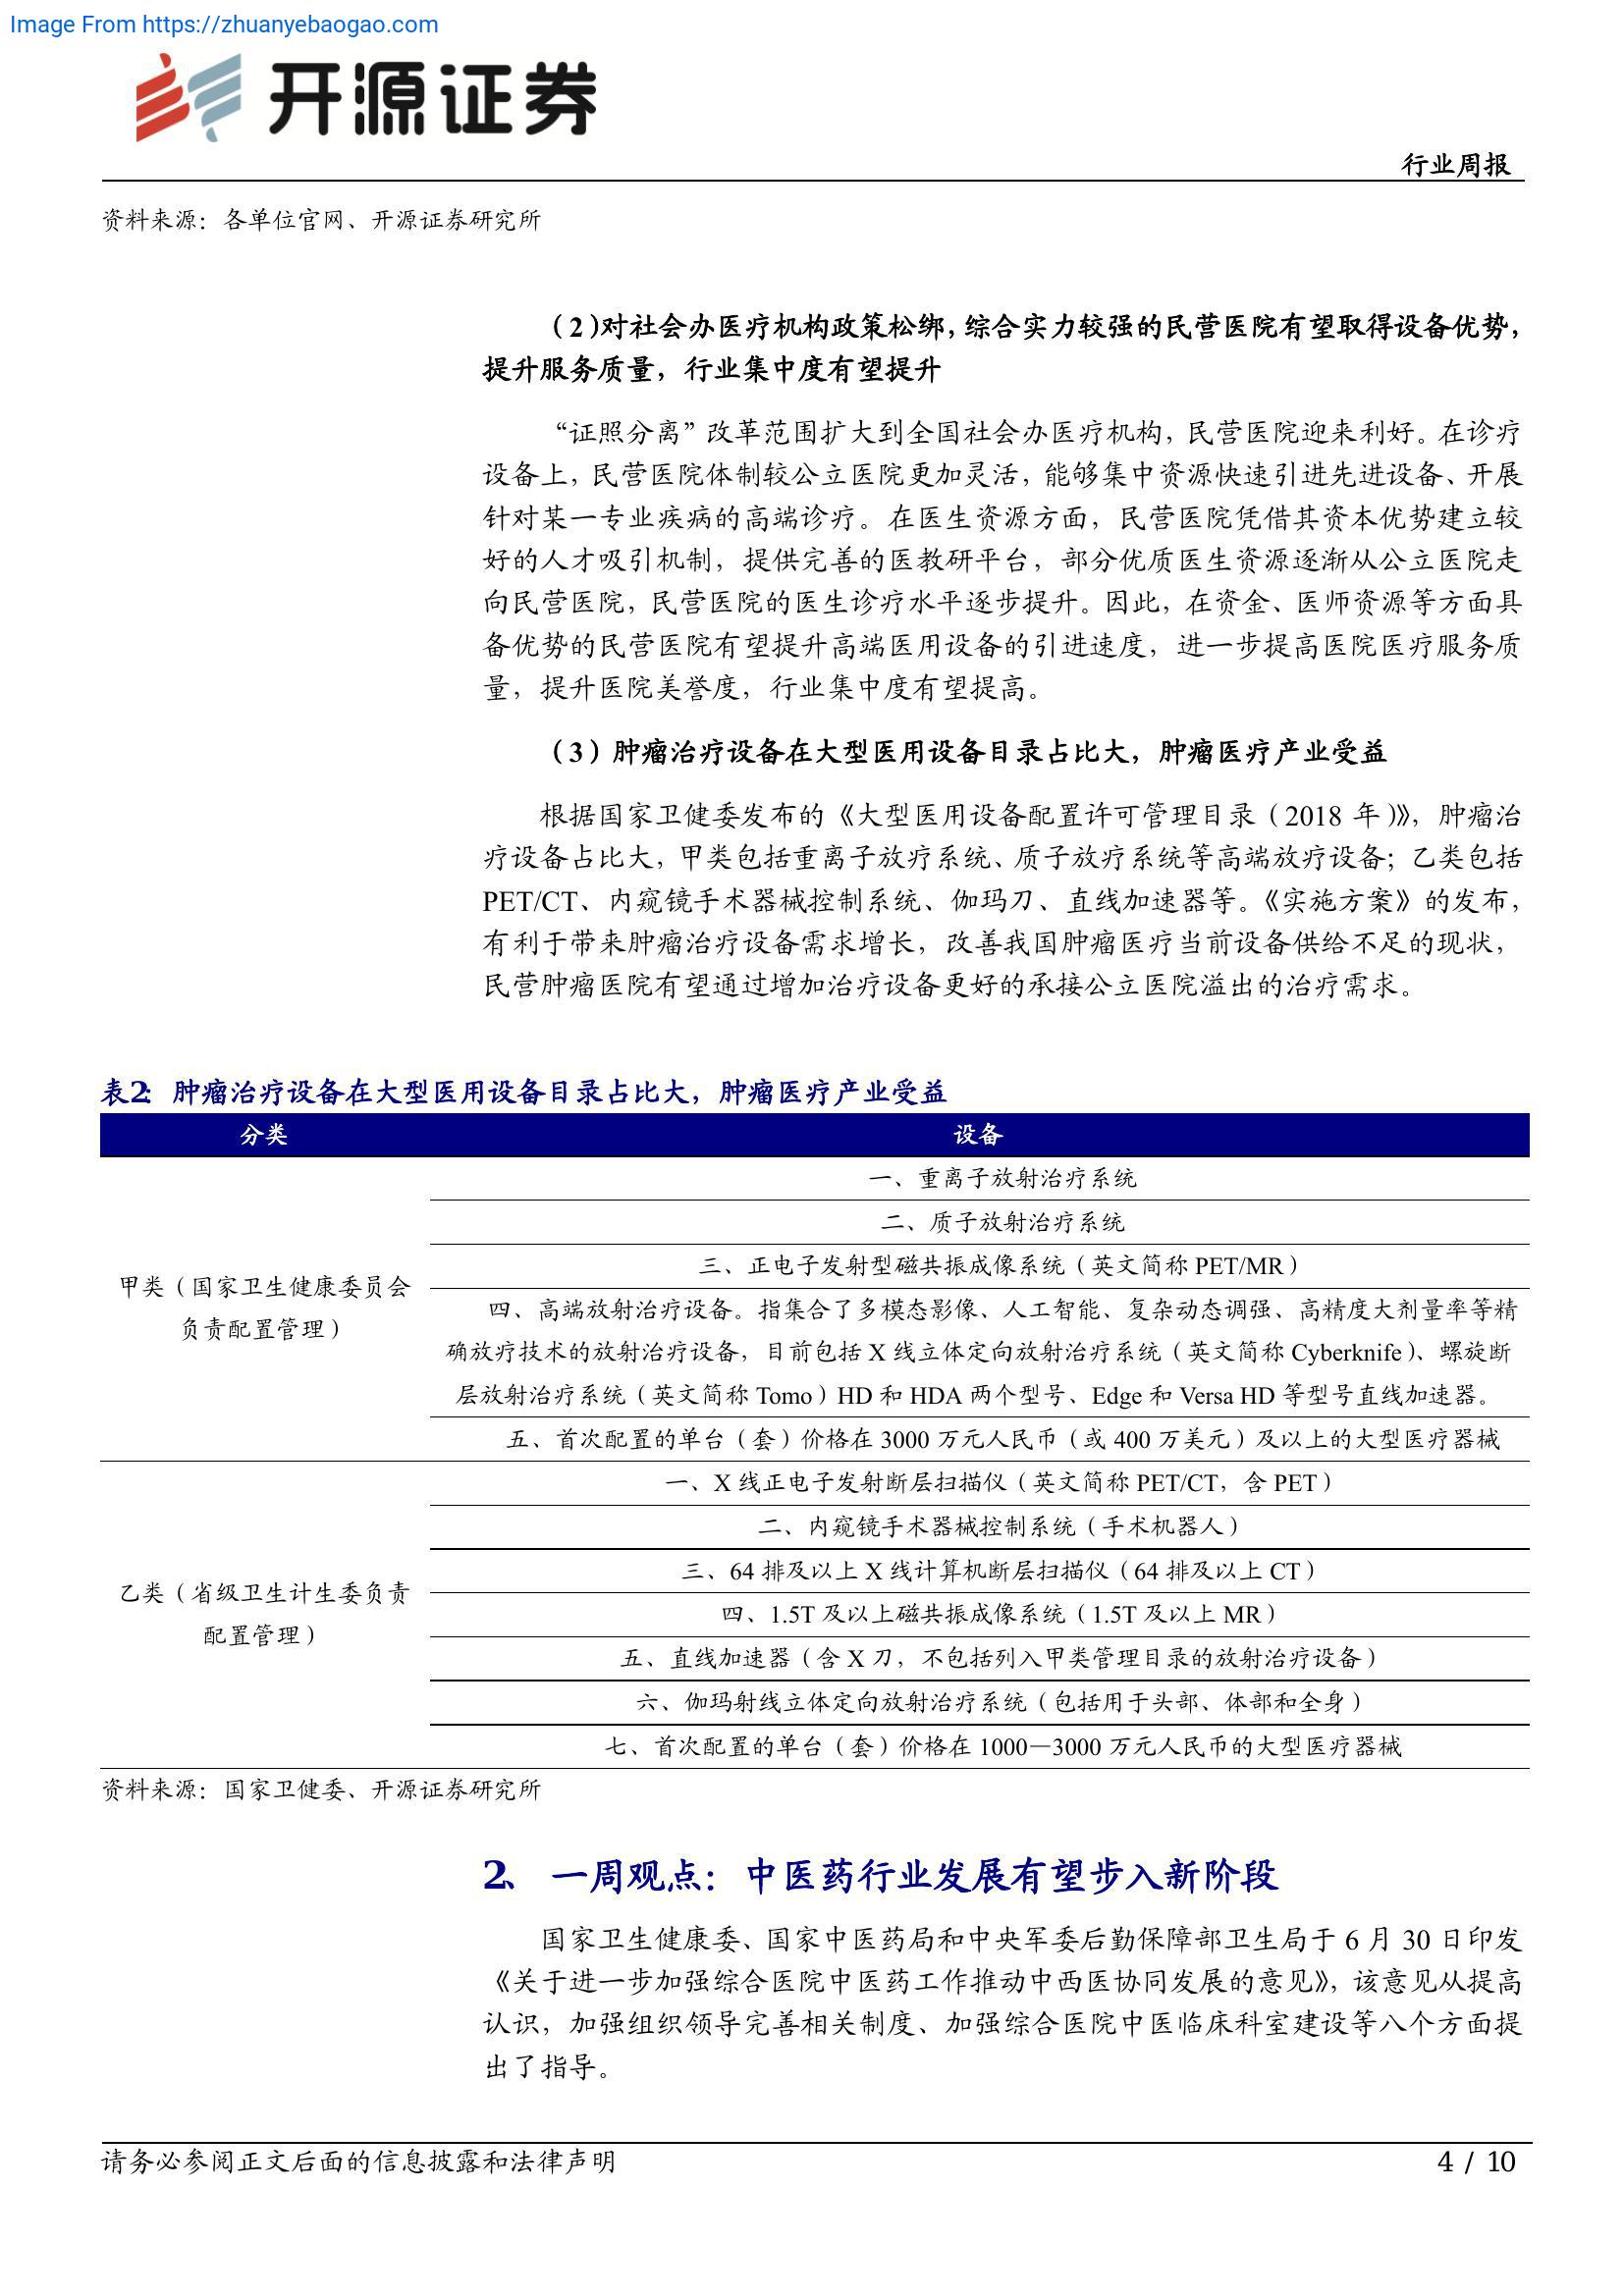 Image From https://zhuanyebaogao.com
开源证券
行业周报
资料来源：各单位官网、开源证券研究所
（2）对社会办医疗机构政策松绑，综合实力较强的民营医院有望取得设备优势，
提升服务质量，行业集中度有望提升
“证照分离”改革范围扩大到全国社会办医疗机构，民营医院迎来利好。在诊疗
设备上，民营医院体制较公立医院更加灵活，能够集中资源快速引进先进设备、开展
针对某一专业疾病的高端诊疗。在医生资源方面，民营医院凭借其资本优势建立较
好的人才吸引机制，提供完善的医教研平台，部分优质医生资源逐渐从公立医院走
向民营医院，民营医院的医生诊疗水平逐步提升。因此，在资金、医师资源等方面具
备优势的民营医院有望提升高端医用设备的引进速度，进一步提高医院医疗服务质
量，提升医院美誉度，行业集中度有望提高。
（3）肿瘤治疗设备在大型医用设备目录占比大，肿瘤医疗产业受益
根据国家卫健委发布的《大型医用设备配置许可管理目录（2018 年）》，肿瘤治
疗设备占比大，甲类包括重离子放疗系统、质子放疗系统等高端放疗设备；乙类包括
PET/CT、内窥镜手术器械控制系统、伽玛刀、直线加速器等。《实施方案》的发布，
有利于带来肿瘤治疗设备需求增长，改善我国肿瘤医疗当前设备供给不足的现状，
民营肿瘤医院有望通过增加治疗设备更好的承接公立医院溢出的治疗需求。
表2：肿瘤治疗设备在大型医用设备目录占比大，肿瘤医疗产业受益
分类 设备
甲类（国家卫生健康委员会
负责配置管理）
一、重离子放射治疗系统
二、质子放射治疗系统
三、正电子发射型磁共振成像系统（英文简称 PET/MR）
四、高端放射治疗设备。指集合了多模态影像、人工智能、复杂动态调强、高精度大剂量率等精
确放疗技术的放射治疗设备，目前包括 X 线立体定向放射治疗系统（英文简称 Cyberknife）、螺旋断
层放射治疗系统（英文简称 Tomo）HD 和 HDA 两个型号、Edge 和 Versa HD 等型号直线加速器。
五、首次配置的单台（套）价格在 3000 万元人民币（或 400 万美元）及以上的大型医疗器械
乙类（省级卫生计生委负责
配置管理）
一、X 线正电子发射断层扫描仪（英文简称 PET/CT，含 PET）
二、内窥镜手术器械控制系统（手术机器人）
三、64 排及以上 X 线计算机断层扫描仪（64 排及以上 CT）
四、1.5T 及以上磁共振成像系统（1.5T 及以上 MR）
五、直线加速器（含 X 刀，不包括列入甲类管理目录的放射治疗设备）
六、伽玛射线立体定向放射治疗系统（包括用于头部、体部和全身）
七、首次配置的单台（套）价格在 1000—3000 万元人民币的大型医疗器械
资料来源：国家卫健委、开源证券研究所
2、 一周观点：中医药行业发展有望步入新阶段
国家卫生健康委、国家中医药局和中央军委后勤保障部卫生局于 6 月 30 日印发
《关于进一步加强综合医院中医药工作推动中西医协同发展的意见》，该意见从提高
认识，加强组织领导完善相关制度、加强综合医院中医临床科室建设等八个方面提
出了指导。
请务必参阅正文后面的信息披露和法律声明
4 / 10